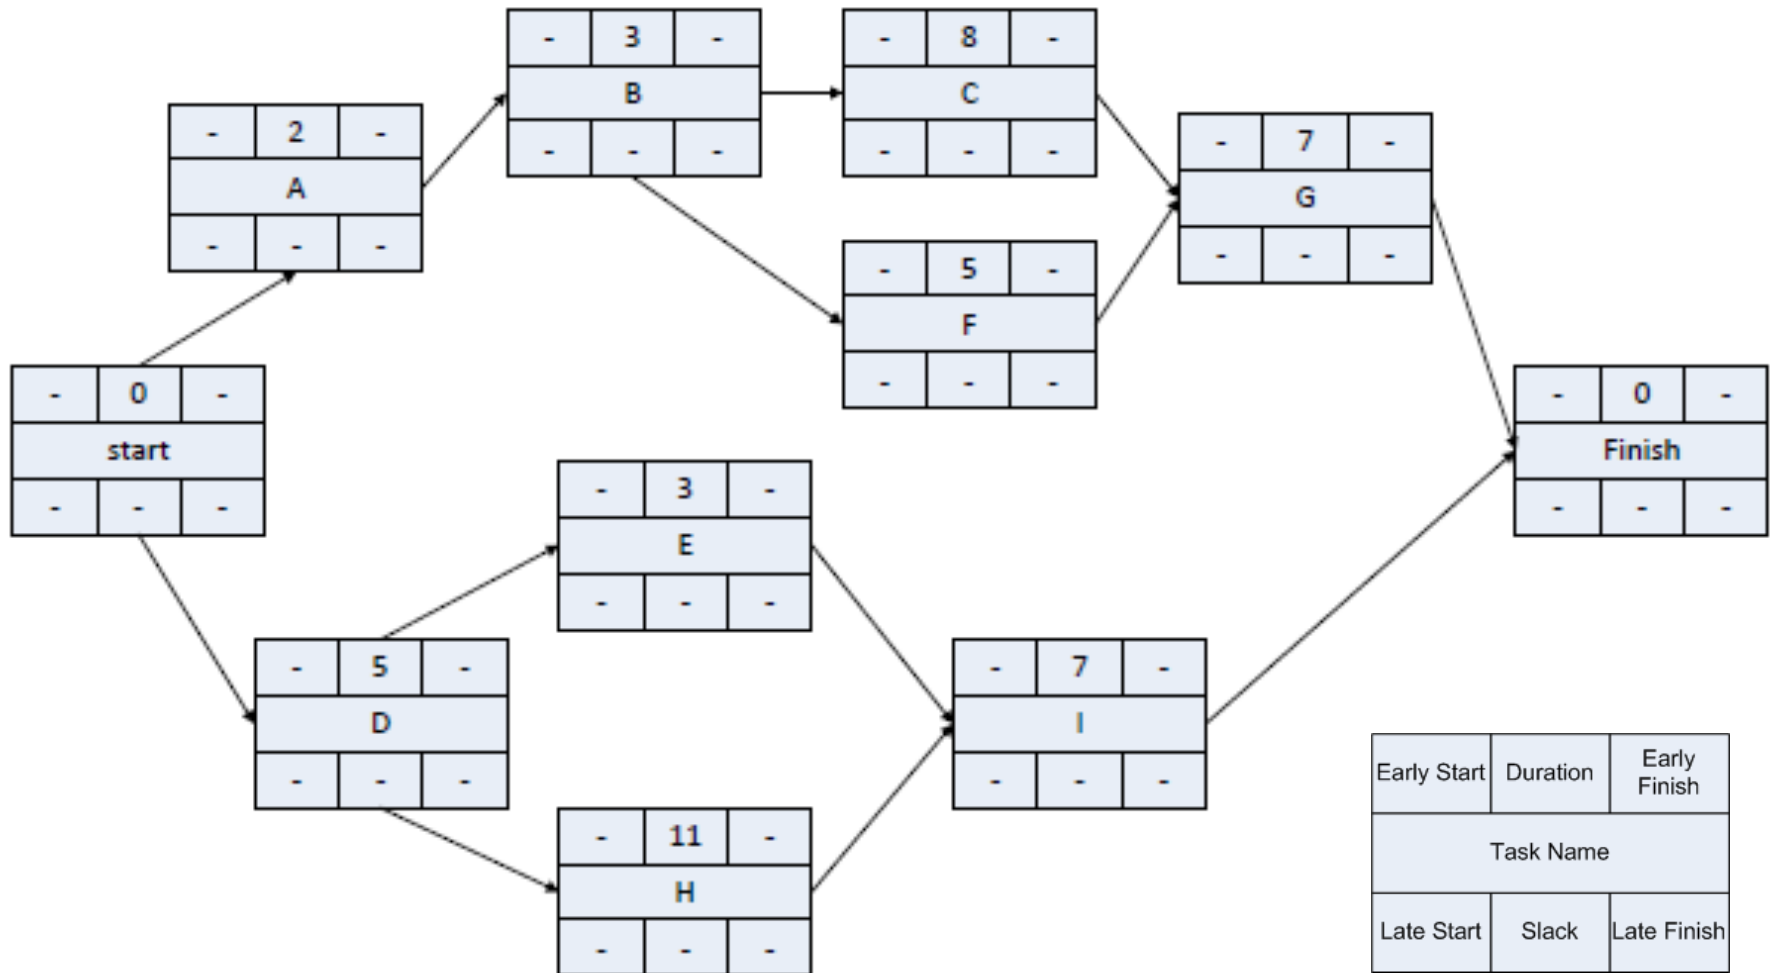 - 3 -
B
- - -
- 8 -
C
- - -
- 2 -
A
- - -
- 7 -
G
- - -
- 5 -
F
- - -
- 0 -
start
- - -
- 0 -
Finish
- - -
- 3 -
E
- - -
- 5 -
D
- - -
- 7 -
I
- - -
- 11 -
H
- - -
Early Start Duration Early
Finish
Task Name
Late Start Slack Late Finish